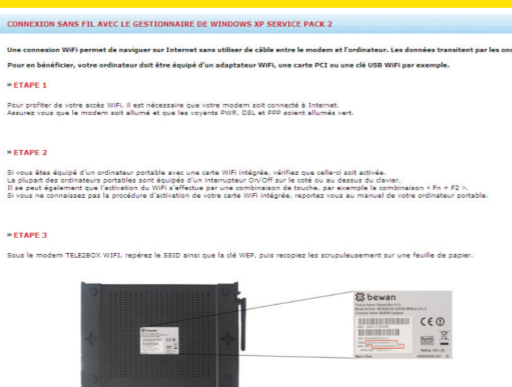 CONNEXION SANS FIL AVEC LE GESTIONNAIRE DE WINDOWS XP SERVICE PACK 2
Une connexion WiFi permet de naviguer sur Internet sans utiliser de câble entre le modem et l'ordinateur. Les données transitent par les ond
Pour en bénéficier, votre ordinateur doit être équipé d'un adaptateur WiFi, une carte PCI ou une clé USB WiFi par exemple.
» ETAPE 1
Pour profiter de votre accès WiFi, il est nécessaire que votre modem soit connecté à Internet.
Assurez vous que le modem soit allumé et que les voyants PWR, DSL et PPP soient allumés vert.
» ETAPE 2
Si vous êtes équipé d'un ordinateur portable avec une carte WiFi intégrée, vérifiez que celle-ci soit activée.
La plupart des ordinateurs portables sont équipés d'un interrupteur On/Off sur le coté ou au dessus du clavier.
Il se peut également que l'activation du WiFi s'effectue par une combinaison de touche, par exemple la combinaison « Fn + F2 ».
Si vous ne connaissez pas la procédure d'activation de votre carte WiFi intégrée, reportez vous au manuel de votre ordinateur portable.
» ETAPE 3
Sous le modem TELE2BOX WIFI, repérez le SSID ainsi que la clé WEP, puis recopiez les scrupuleusement sur une feuille de papier.
bewan
bewan